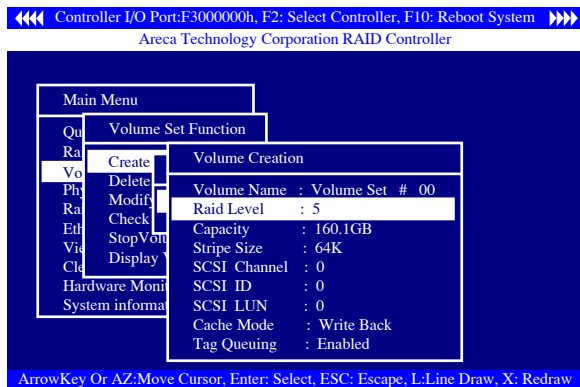 Controller I/O Port:F3000000h, F2: Select Controller, F10: Reboot System
Areca Technology Corporation RAID Controller
Main Menu
Volume Set Function
Volume Creation
Create
Delete
Modify
Check
StopVolu
Display
Hardware Moni
System informat
Volume Name : Volume Set # 00
Raid Level : 5
Capacity : 160.1GB
Stripe Size : 64K
SCSI Channel : 0
SCSI ID : 0
SCSI LUN : 0
Cache Mode : Write Back
Tag Queuing : Enabled
ArrowKey Or AZ:Move Cursor, Enter: Select, ESC: Escape, L:Line Draw, X: Redraw